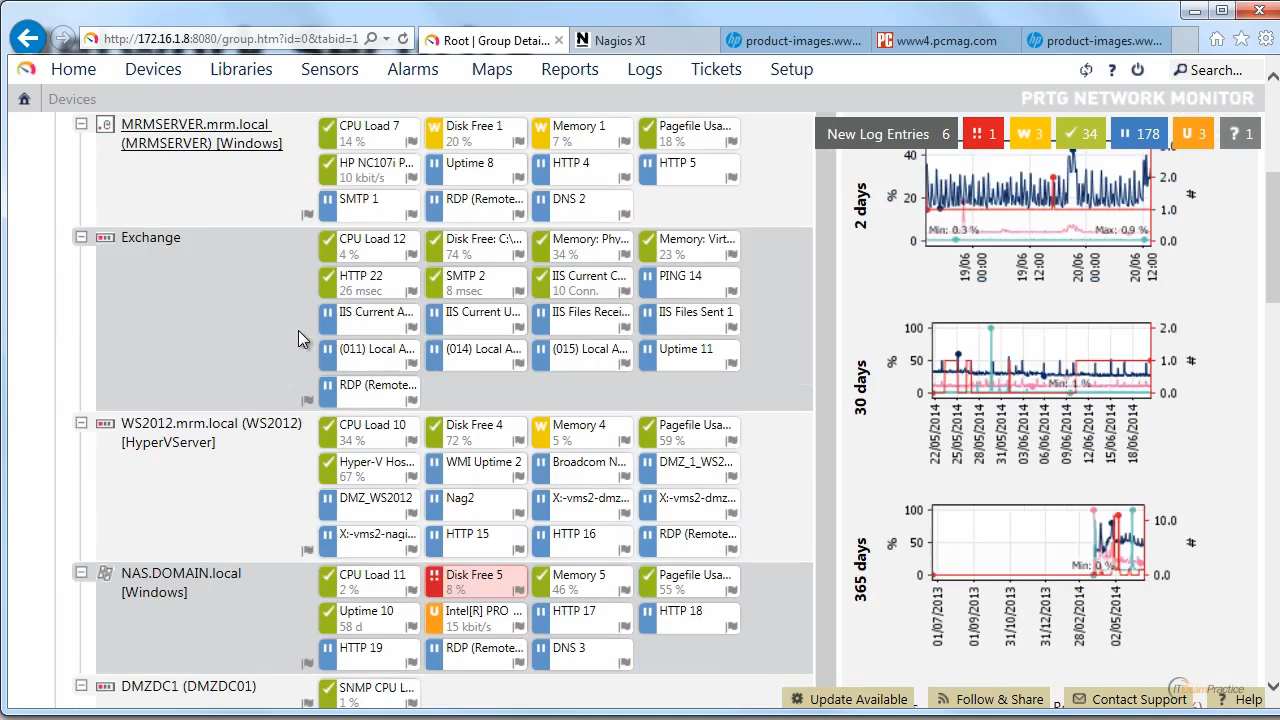 http://172.16.1.8:8080/group.htm?id=0&tabid=1
Root | Group Detai...
Nagios XI
product-images.ww...
www4.pcmag.com
product-images.ww...
Home
Devices
Libraries
Sensors
Alarms
Maps
Reports
Logs
Tickets
Setup
Search...
Devices
PRTG NETWORK MONITOR
New Log Entries 6
1
W 3
34
178
U 3
? 1
MRMSERVER.mrm.local
(MRMSERVER) [Windows]
CPU Load 7
14 %
W Disk Free 1
20 %
W Memory 1
7 %
Pagefile Usa...
18 %
HP NC107i P...
10 kbit/s
Uptime 8
HTTP 4
HTTP 5
SMTP 1
RDP (Remote...
DNS 2
Exchange
CPU Load 12
4 %
Disk Free: C:\...
74 %
Memory: Phy...
34 %
Memory: Virt...
23 %
HTTP 22
26 msec
SMTP 2
8 msec
IIS Current C...
10 Conn.
PING 14
IIS Current A...
IIS Current U...
IIS Files Recei...
IIS Files Sent 1
(011) Local A...
(014) Local A...
(015) Local A...
Uptime 11
RDP (Remote...
WS2012.mrm.local (WS2012)
[HyperVServer]
CPU Load 10
34 %
Disk Free 4
72 %
W Memory 4
5 %
Pagefile Usa...
59 %
Hyper-V Hos...
67 %
WMI Uptime 2
Broadcom N...
DMZ_1_WS2...
DMZ_WS2012
Nag2
X:-vms2-dmz...
X:-vms2-dmz...
X:-vms2-nagi...
HTTP 15
HTTP 16
RDP (Remote...
NAS.DOMAIN.local
[Windows]
CPU Load 11
2 %
Disk Free 5
8 %
Memory 5
46 %
Pagefile Usa...
55 %
Uptime 10
58 d
U Intel[R] PRO ...
15 kbit/s
HTTP 17
HTTP 18
HTTP 19
RDP (Remote...
DNS 3
DMZDC1 (DMZDC01)
SNMP CPU L...
1 %
2 days
%
40
20
0
Min: 0.3 %
Max: 0.9 %
2.0
1.0
0.0
#
19/06 00:00
19/06 12:00
20/06 00:00
20/06 12:00
30 days
%
100
50
0
Min: 1 %
2.0
1.0
0.0
#
22/05/2014
25/05/2014
28/05/2014
31/05/2014
03/06/2014
06/06/2014
09/06/2014
12/06/2014
15/06/2014
18/06/2014
365 days
%
100
50
0
Min: 0 %
10.0
0.0
#
01/07/2013
31/08/2013
31/10/2013
31/12/2013
28/02/2014
02/05/2014
ITExamPractice
Update Available
Follow & Share
Contact Support
? Help